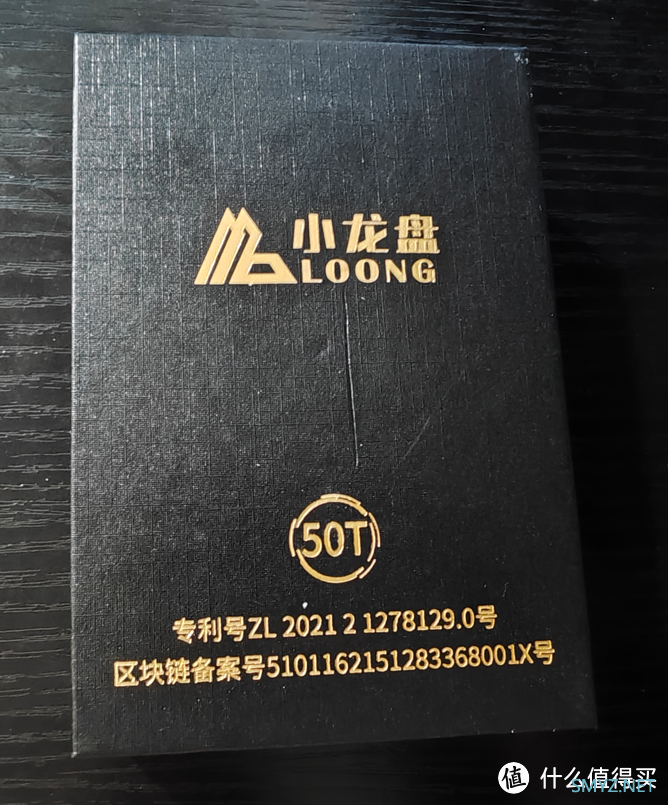 小龙盘
LOONG
50T
专利号ZL 2021 2 1278129.0号
区块链备案号5101162151283368001X号
值 什么值得买
SMYZ.NET